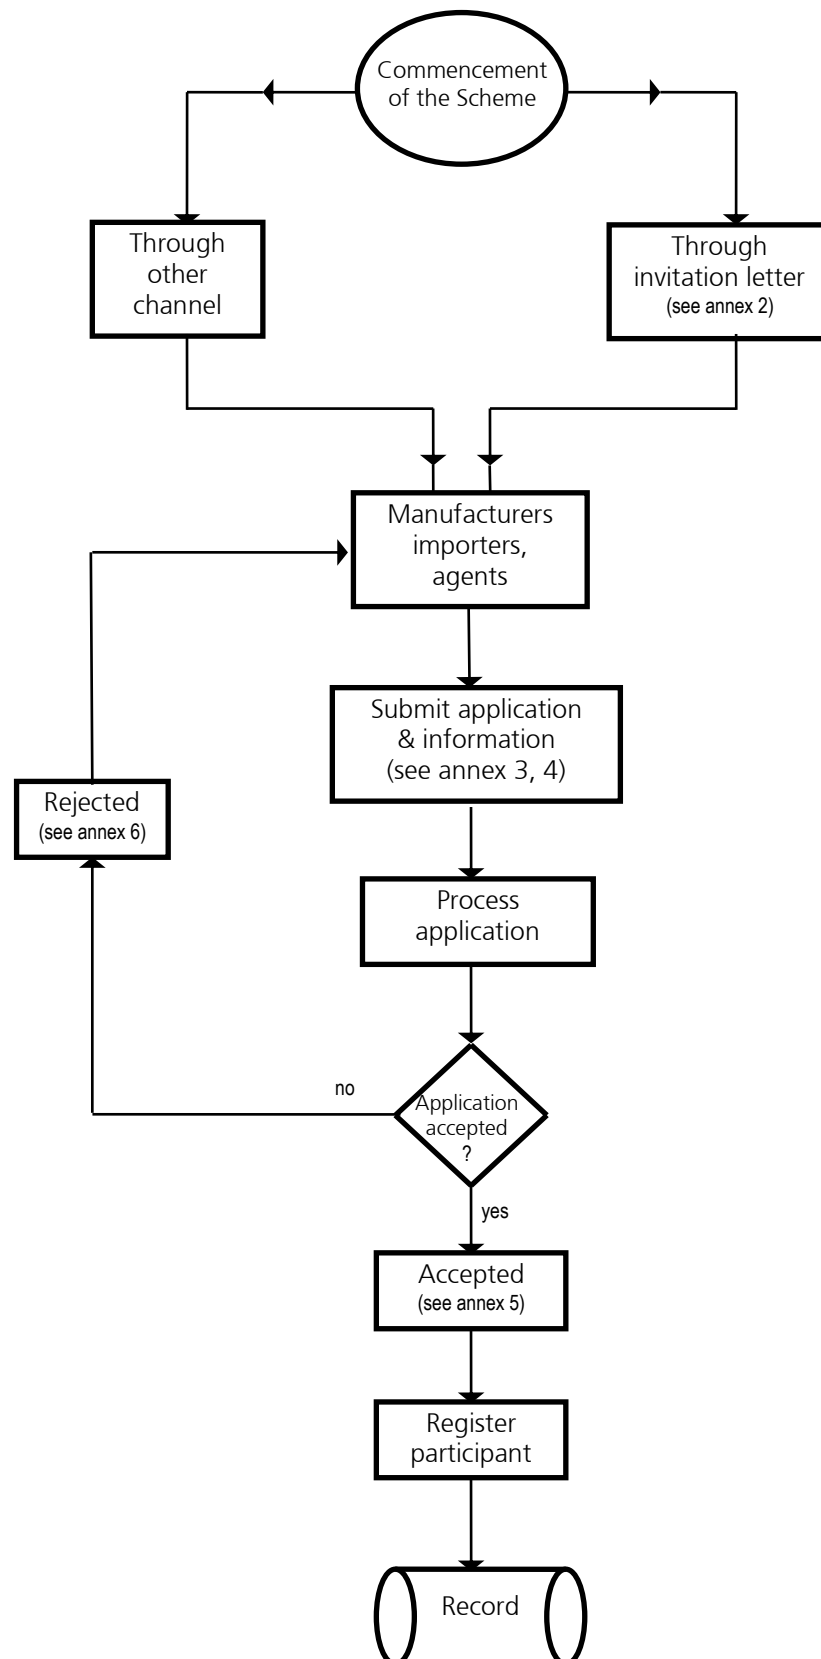 Commencement
of the Scheme
Through
other
channel
Through
invitation letter
(see annex 2)
Manufacturers
importers,
agents
Submit application
& information
(see annex 3, 4)
Rejected
(see annex 6)
Process
application
no
Application
accepted
?
yes
Accepted
(see annex 5)
Register
participant
Record